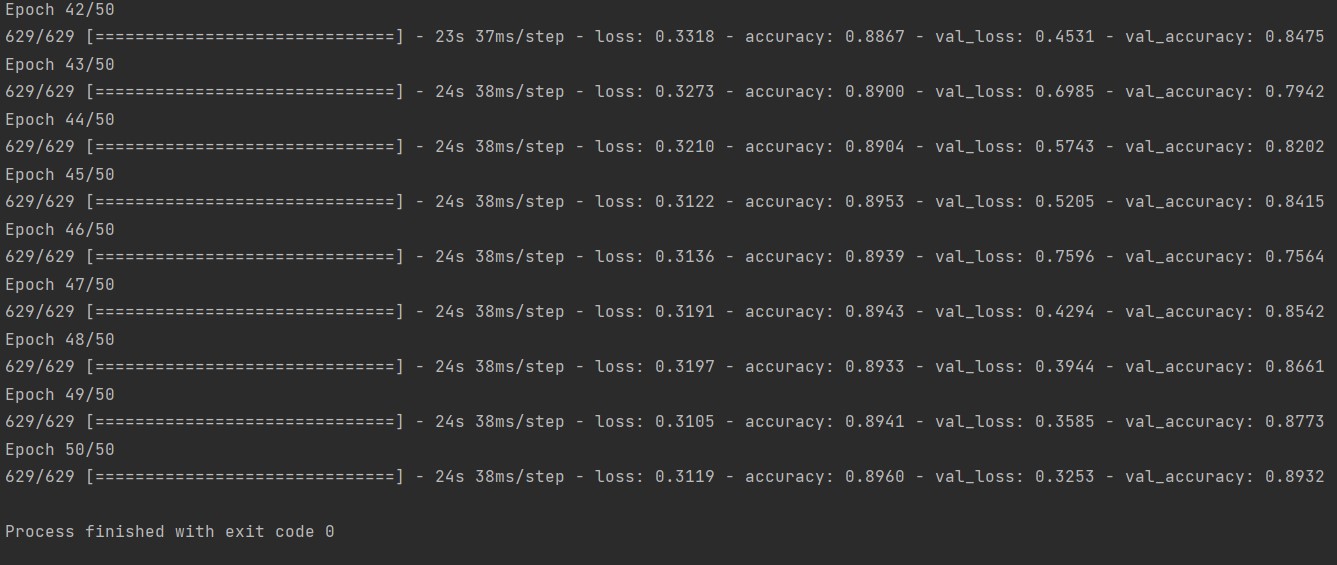 Epoch 42/50
629/629 [==============================] - 23s 37ms/step - loss: 0.3318 - accuracy: 0.8867 - val_loss: 0.4531 - val_accuracy: 0.8475
Epoch 43/50
629/629 [==============================] - 24s 38ms/step - loss: 0.3273 - accuracy: 0.8900 - val_loss: 0.6985 - val_accuracy: 0.7942
Epoch 44/50
629/629 [==============================] - 24s 38ms/step - loss: 0.3210 - accuracy: 0.8904 - val_loss: 0.5743 - val_accuracy: 0.8202
Epoch 45/50
629/629 [==============================] - 24s 38ms/step - loss: 0.3122 - accuracy: 0.8953 - val_loss: 0.5205 - val_accuracy: 0.8415
Epoch 46/50
629/629 [==============================] - 24s 38ms/step - loss: 0.3136 - accuracy: 0.8939 - val_loss: 0.7596 - val_accuracy: 0.7564
Epoch 47/50
629/629 [==============================] - 24s 38ms/step - loss: 0.3191 - accuracy: 0.8943 - val_loss: 0.4294 - val_accuracy: 0.8542
Epoch 48/50
629/629 [==============================] - 24s 38ms/step - loss: 0.3197 - accuracy: 0.8933 - val_loss: 0.3944 - val_accuracy: 0.8661
Epoch 49/50
629/629 [==============================] - 24s 38ms/step - loss: 0.3105 - accuracy: 0.8941 - val_loss: 0.3585 - val_accuracy: 0.8773
Epoch 50/50
629/629 [==============================] - 24s 38ms/step - loss: 0.3119 - accuracy: 0.8960 - val_loss: 0.3253 - val_accuracy: 0.8932
Process finished with exit code 0